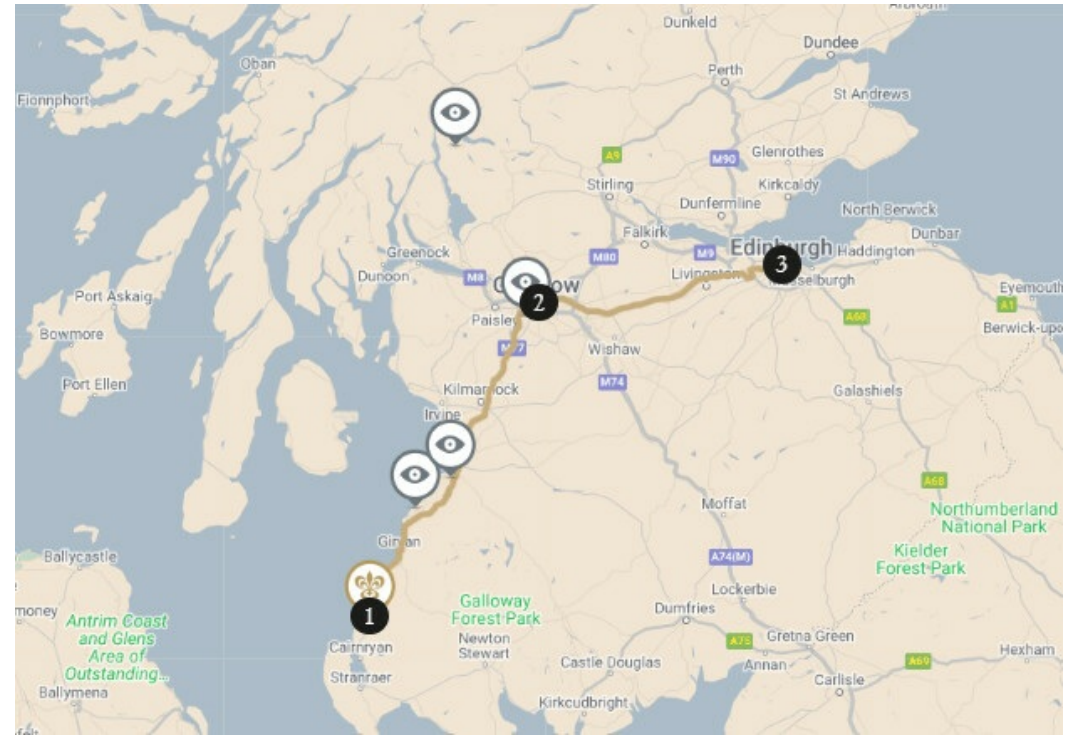 Arbroath
Dunkeld
Dundee
Oban
Perth
Fionnphort
St Andrews
A9
M90
Glenrothes
Stirling
Kirkcaldy
Dunfermline
North Berwick
Falkirk
Dunbar
Edinburgh
Greenock
M80
M9
Haddington
Dunoon
M8
Livingston
3
Musselburgh
Port Askaig
2
Eyemouth
A1
Paisley
A68
Bowmore
Berwick-upo
M77
Wishaw
Port Ellen
M74
Kilmarnock
Galashiels
Irvine
A68
Moffat
Northumberland
National Park
Girvan
Ballycastle
A74(M)
Kielder
Forest Park
Lockerbie
money
Antrim Coast
and Glens
Area of
Outstanding...
1
Galloway
Forest Park
Dumfries
Cairnryan
Newton
Stewart
A75
Gretna Green
Hexham
Stranraer
Castle Douglas
Annan
A69
Ballymena
Carlisle
Kirkcudbright